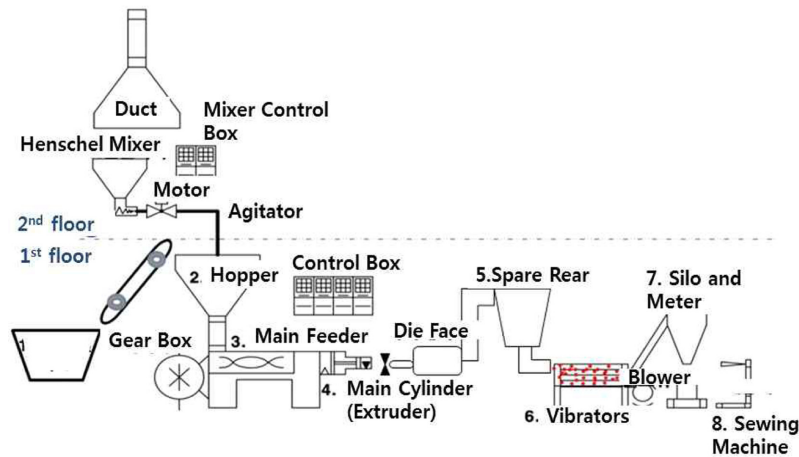 Duct
Mixer Control
Box
Henschel Mixer
Motor
Agitator
2nd floor
1st floor
2. Hopper
Control Box
5.Spare Rear
7. Silo and
Meter
1
Gear Box
3. Main Feeder
Die Face
4. Main Cylinder
(Extruder)
Blower
6. Vibrators
8. Sewing
Machine